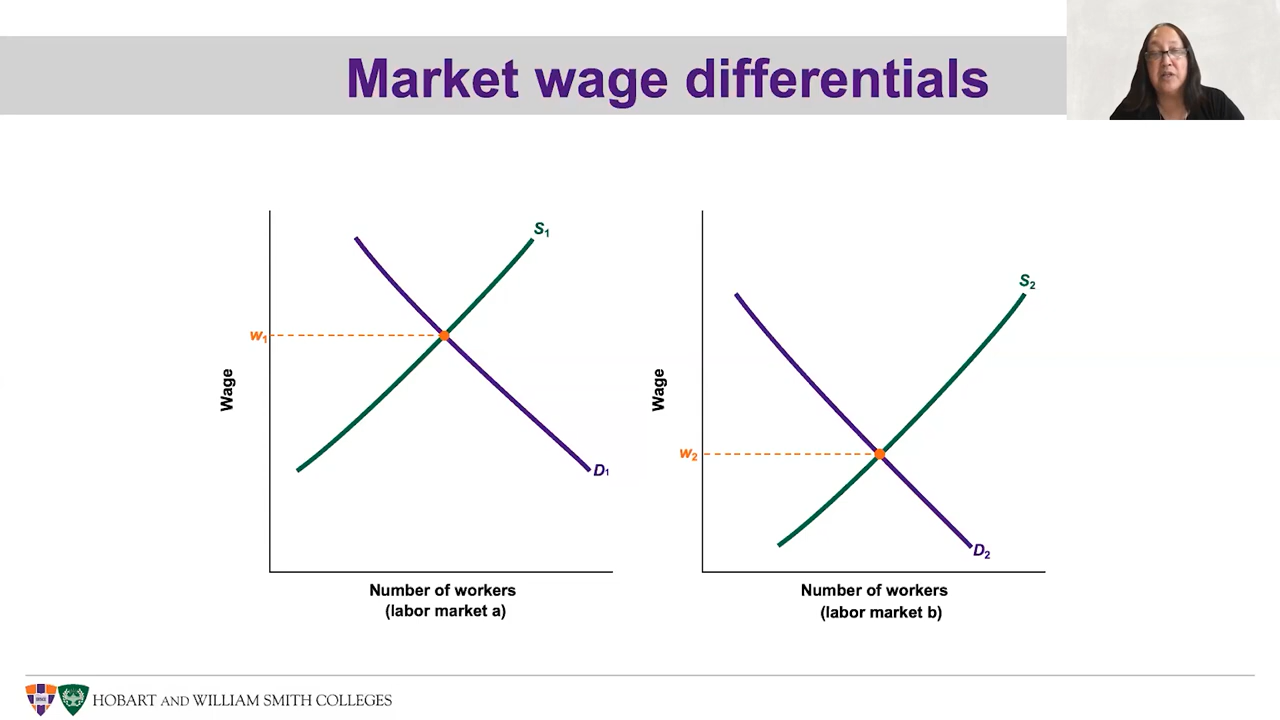 Market wage differentials
S1
W1
Wage
D1
Number of workers
(labor market a)
S2
W2
Wage
D2
Number of workers
(labor market b)
HOBART AND WILLIAM SMITH COLLEGES